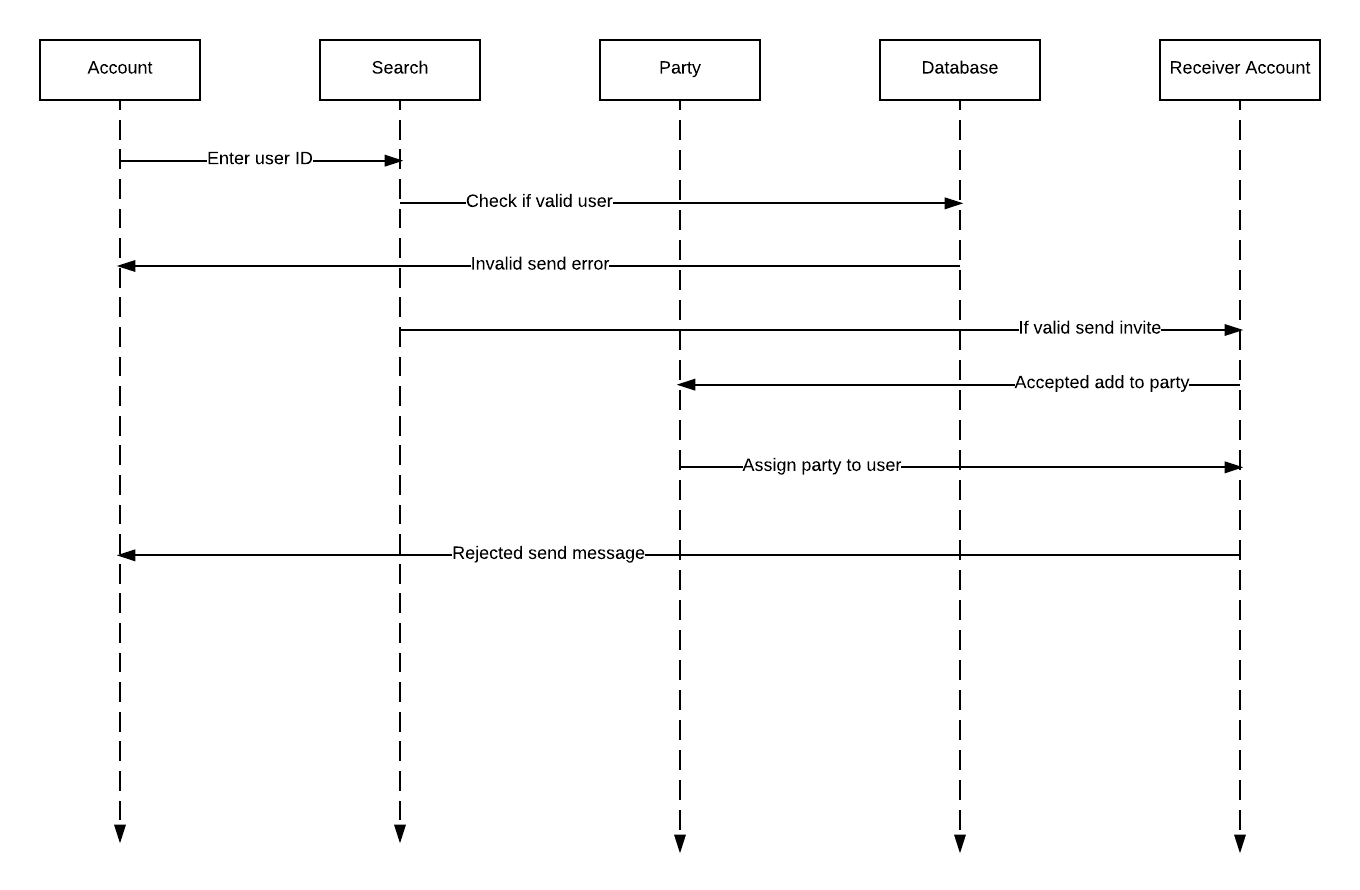 Account
Search
Party
Database
Receiver Account
Enter user ID
Check if valid user
Invalid send error
If valid send invite
Accepted add to party
Assign party to user
Rejected send message